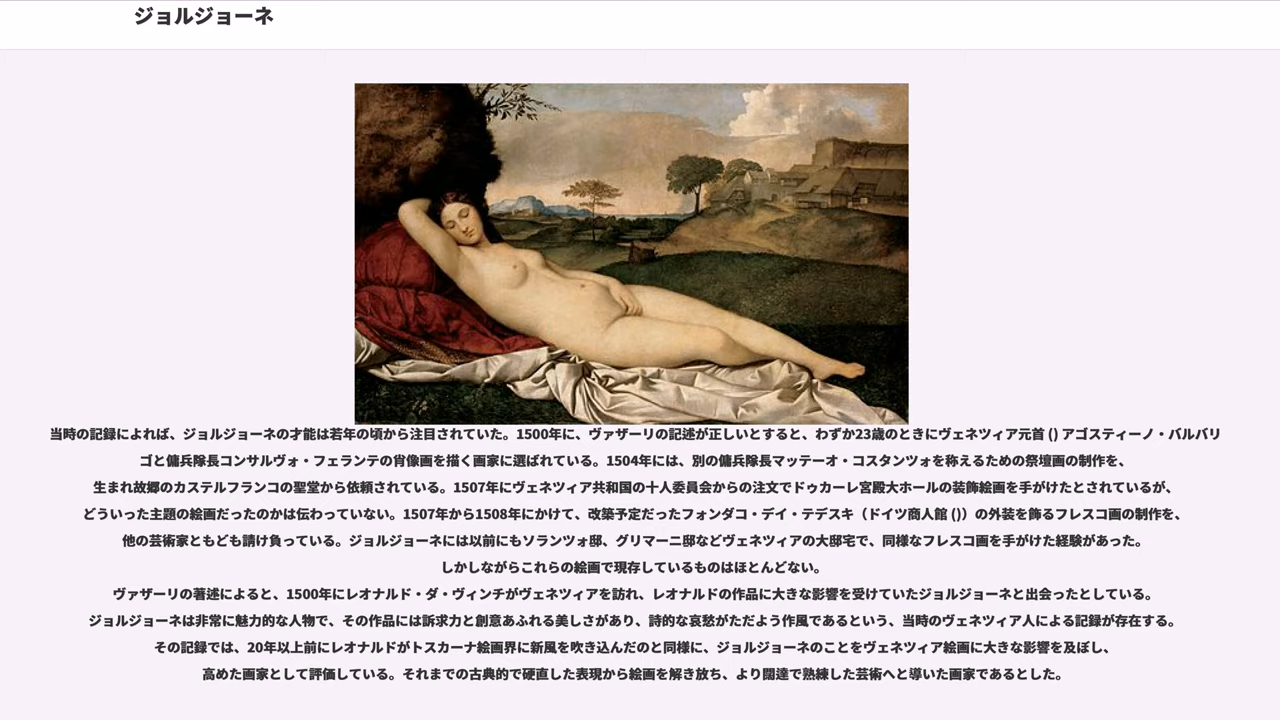 ジョルジョーネ
当時の記録によれば、ジョルジョーネの才能は若年の頃から注目されていた。1500年に、ヴァザーリの記述が正しいとすると、わずか23歳のときにヴェネツィア元首 () アゴスティーノ・バルバリ
ゴと傭兵隊長コンサルヴォ・フェランテの肖像画を描く画家に選ばれている。1504年には、別の傭兵隊長マッテーオ・コスタンツォを称えるための祭壇画の制作を、
生まれ故郷のカステルフランコの聖堂から依頼されている。1507年にヴェネツィア共和国の十人委員会からの注文でドゥカーレ宮殿大ホールの装飾絵画を手がけたとされているが、
どういった主題の絵画だったのかは伝わっていない。1507年から1508年にかけて、改築予定だったフォンダコ・デイ・テデスキ（ドイツ商人館 ()）の外装を飾るフレスコ画の制作を、
他の芸術家ともども請け負っている。ジョルジョーネには以前にもソランツォ邸、グリマーニ邸などヴェネツィアの大邸宅で、同様なフレスコ画を手がけた経験があった。
しかしながらこれらの絵画で現存しているものはほとんどない。
ヴァザーリの著述によると、1500年にレオナルド・ダ・ヴィンチがヴェネツィアを訪れ、レオナルドの作品に大きな影響を受けていたジョルジョーネと出会ったとしている。
ジョルジョーネは非常に魅力的な人物で、その作品には訴求力と創意あふれる美しさがあり、詩的な哀愁がただよう作風であるという、当時のヴェネツィア人による記録が存在する。
その記録では、20年以上前にレオナルドがトスカーナ絵画界に新風を吹き込んだのと同様に、ジョルジョーネのことをヴェネツィア絵画に大きな影響を及ぼし、
高めた画家として評価している。それまでの古典的で硬直した表現から絵画を解き放ち、より闊達で熟練した芸術へと導いた画家であるとした。